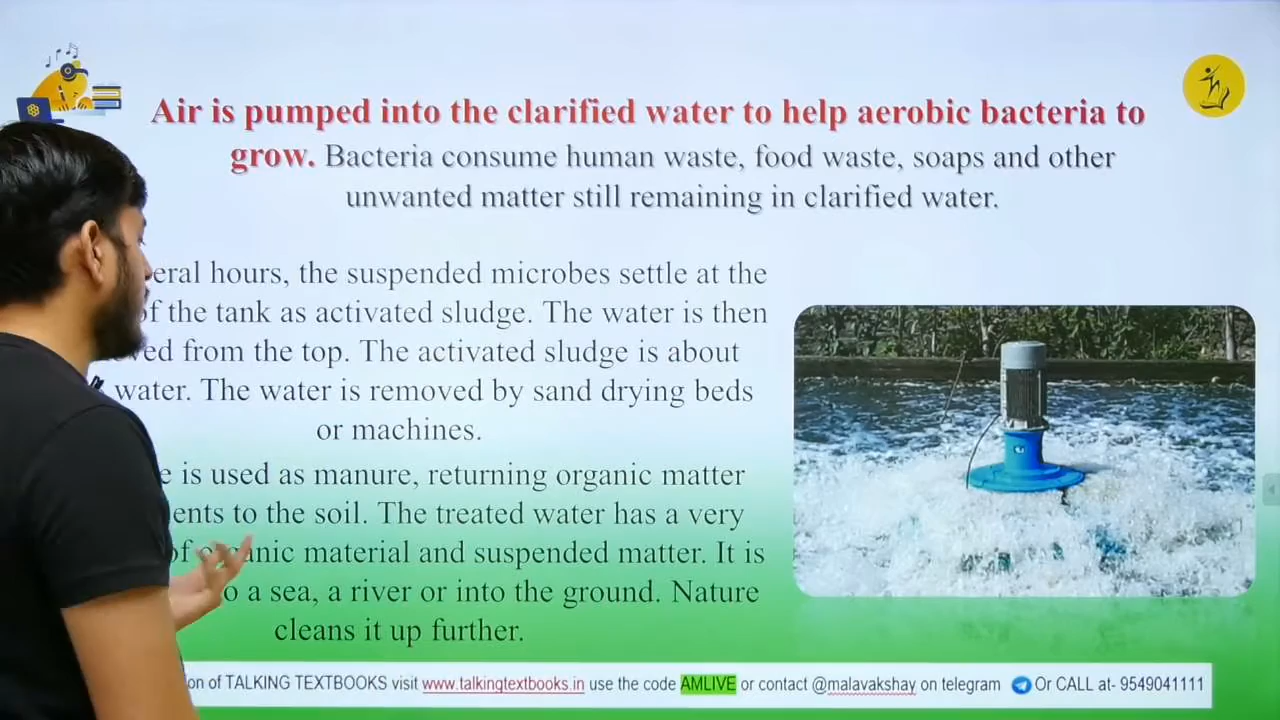 Air is pumped into the clarified water to help aerobic bacteria to
grow. Bacteria consume human waste, food waste, soaps and other
unwanted matter still remaining in clarified water.
hours, the suspended microbes settle at the
of the tank as activated sludge. The water is then
from the top. The activated sludge is about
water. The water is removed by sand drying beds
or machines.
is used as manure, returning organic matter
to the soil. The treated water has a very
of organic material and suspended matter. It is
a sea, a river or into the ground. Nature
cleans it up further.
of TALKING TEXTBOOKS visit www.talkingtextbooks.in use the code AMLIVE or contact @malavakshay on telegram Or CALL at- 9549041111